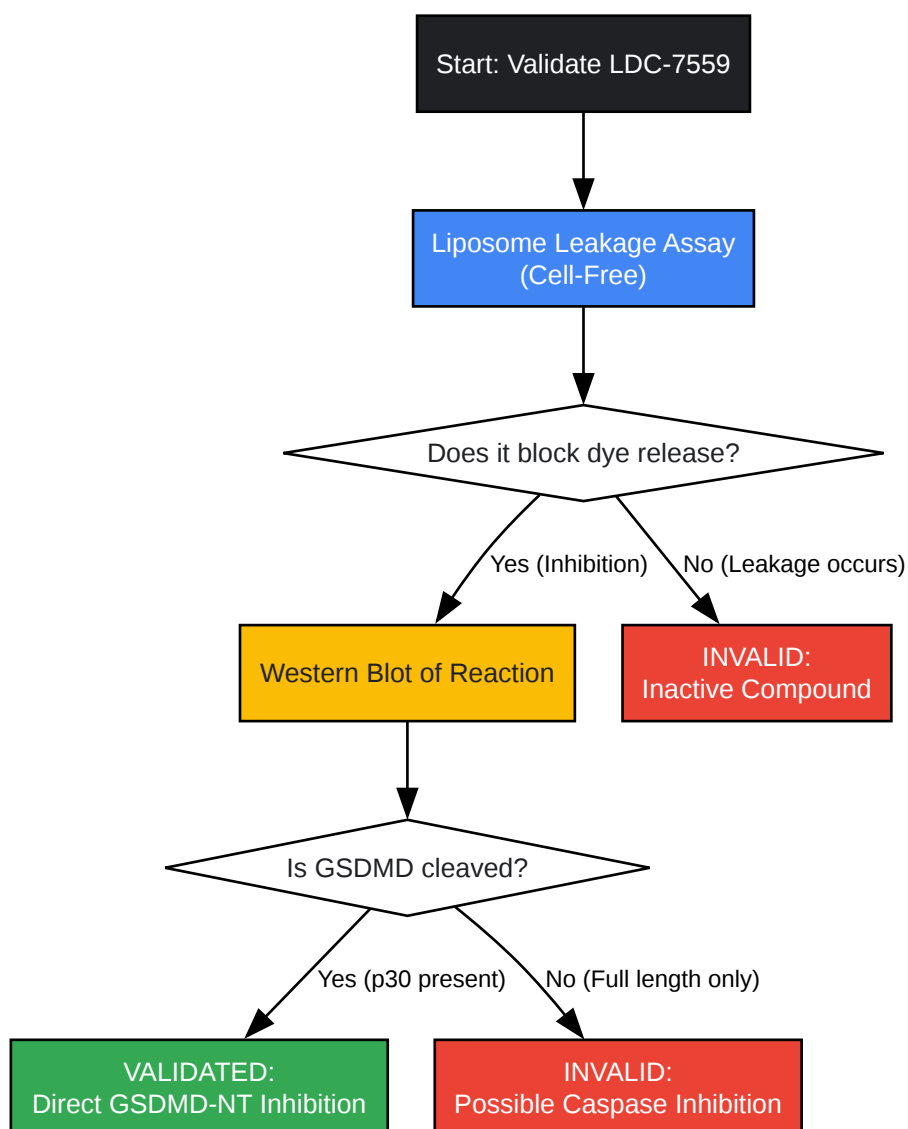 Start: Validate LDC-7559
Liposome Leakage Assay
(Cell-Free)
Does it block dye release?
Yes (Inhibition)
No (Leakage occurs)
Western Blot of Reaction
INVALID:
Inactive Compound
Is GSDMD cleaved?
Yes (p30 present)
No (Full length only)
VALIDATED:
Direct GSDMD-NT Inhibition
INVALID:
Possible Caspase Inhibition